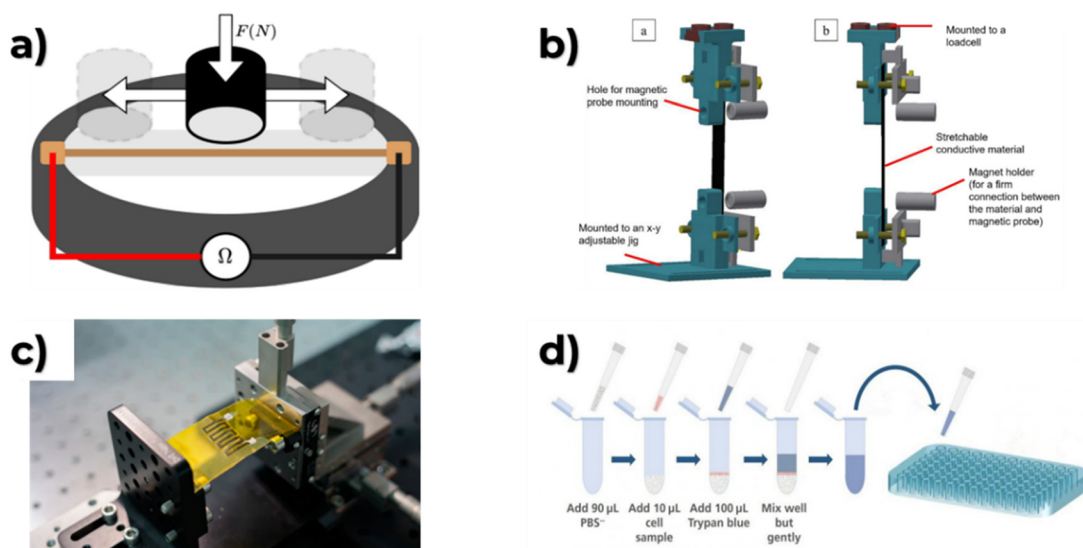 a)
F(N)
Ω
b)
a
b
Mounted to a
loadcell
Hole for magnetic
probe mounting
Stretchable
conductive material
Magnet holder
(for a firm
connection between
the material and
magnetic probe)
Mounted to an x-y
adjustable jig
c)
d)
Add 90 µL
PBS⁻
Add 10 µL
cell
sample
Add 100 µL
Trypan blue
Mix well
but
gently